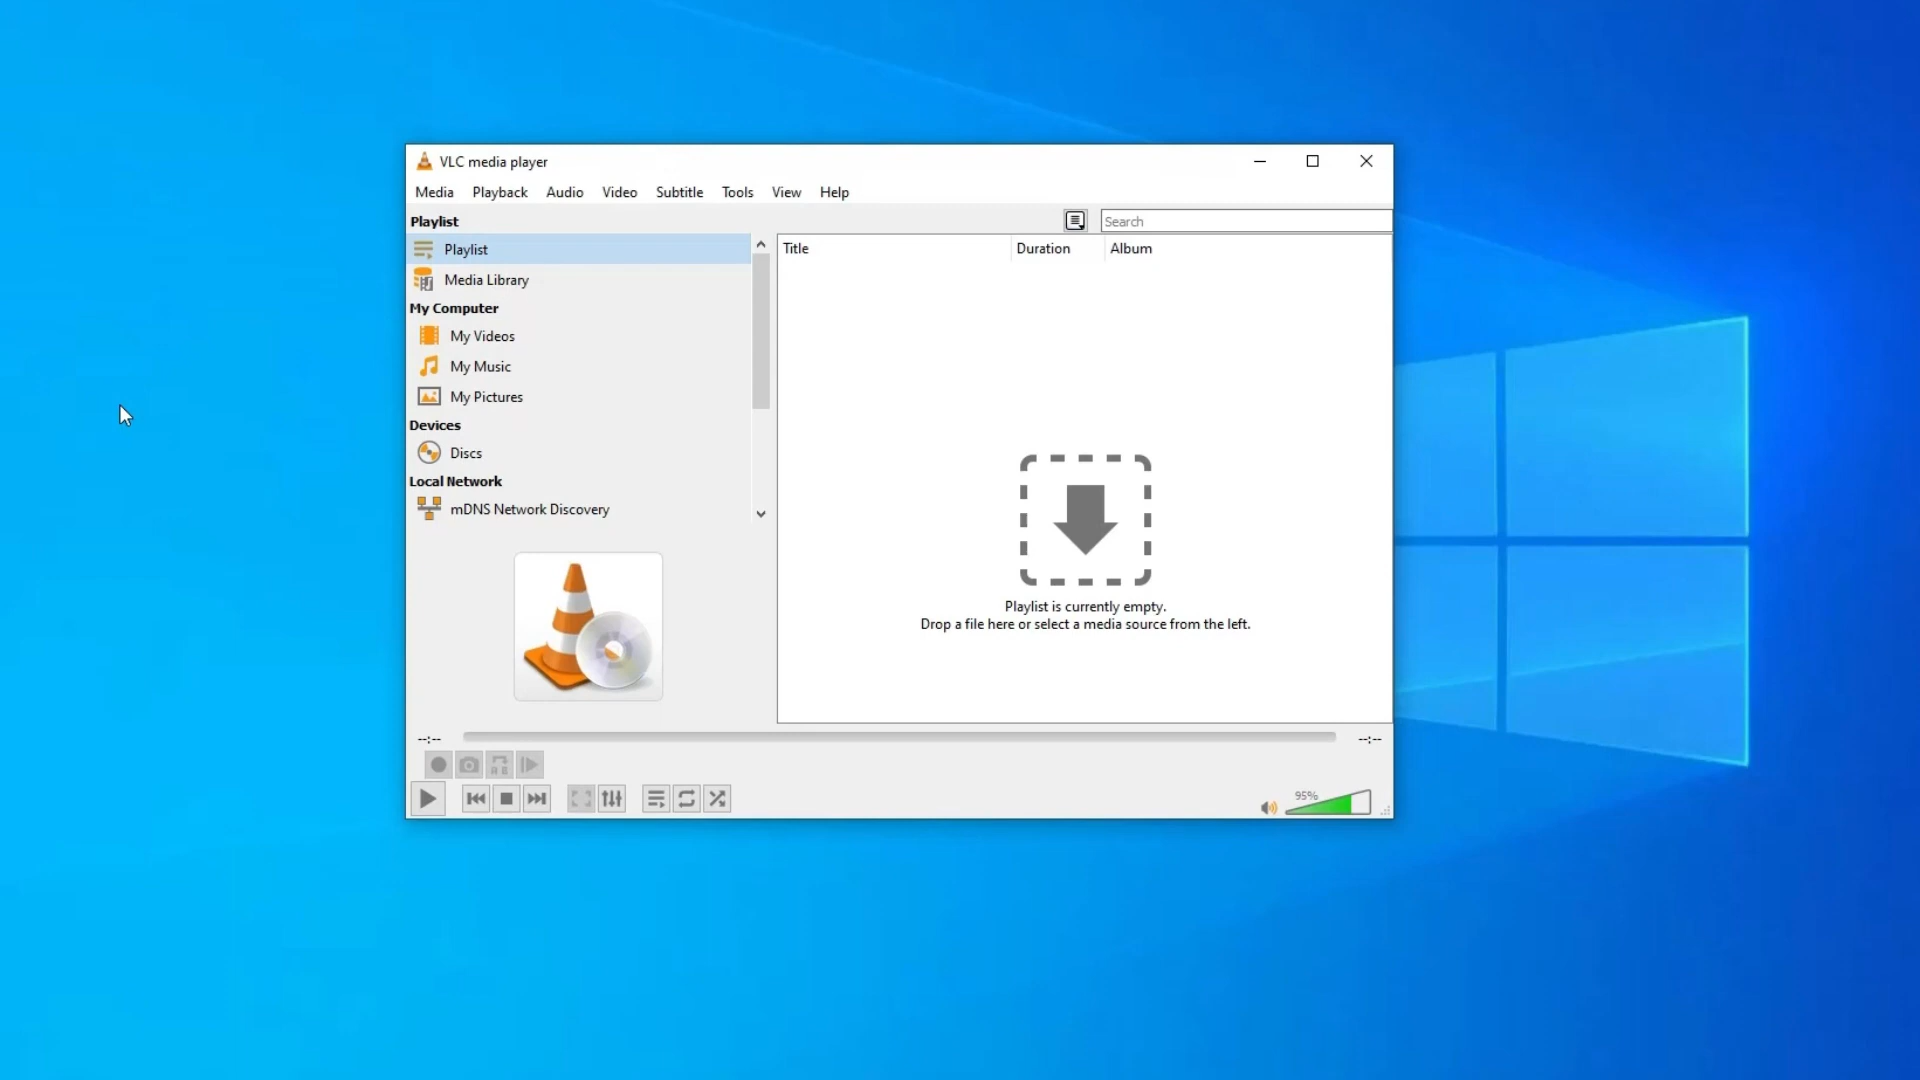 VLC media player
Media Playback Audio Video Subtitle Tools View Help
Playlist
Search
Playlist
Media Library
My Computer
My Videos
My Music
My Pictures
Devices
Discs
Local Network
mDNS Network Discovery
Title Duration Album
Playlist is currently empty.
Drop a file here or select a media source from the left.
--:-- --:--
A B
95%